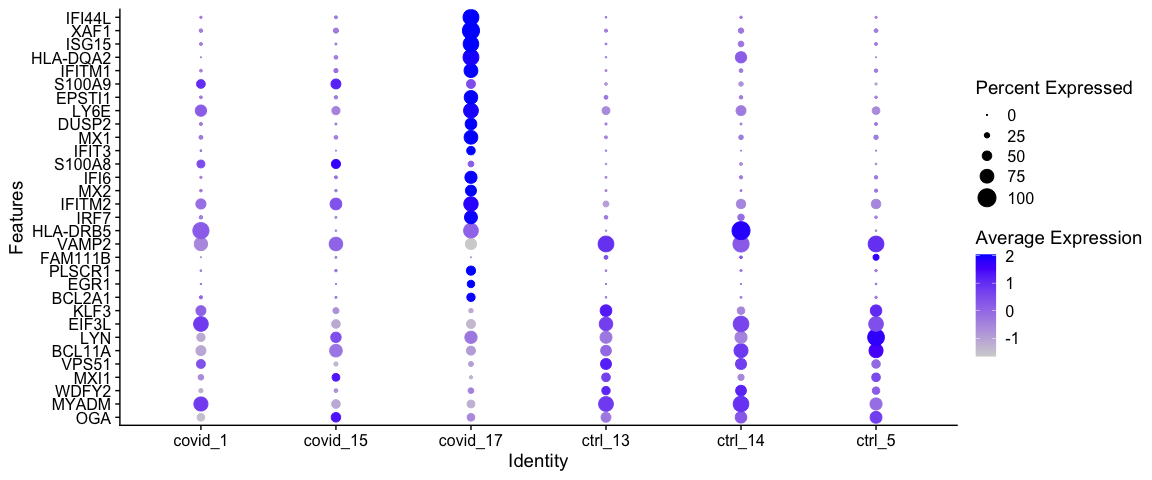 Features
IFI44L
XAF1
ISG15
HLA-DQA2
IFITM1
S100A9
EPSTI1
LY6E
DUSP2
MX1
IFIT3
S100A8
IFI6
MX2
IFITM2
IRF7
HLA-DRB5
VAMP2
FAM111B
PLSCR1
EGR1
BCL2A1
KLF3
EIF3L
LYN
BCL11A
VPS51
MXI1
WDFY2
MYADM
OGA
covid_1 covid_15 covid_17 ctrl_13 ctrl_14 ctrl_5
Identity
Percent Expressed
0
25
50
75
100
Average Expression
2
1
0
-1